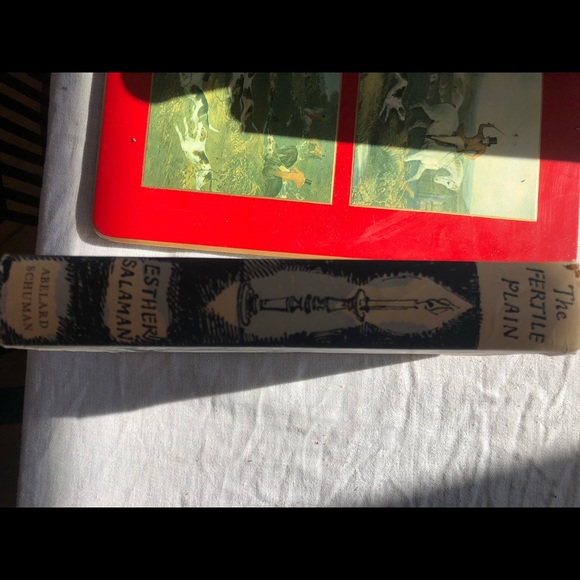 The
FERTILE
PLAIN
ESTHER
SALAMAN
ABELARD
SCHUMAN